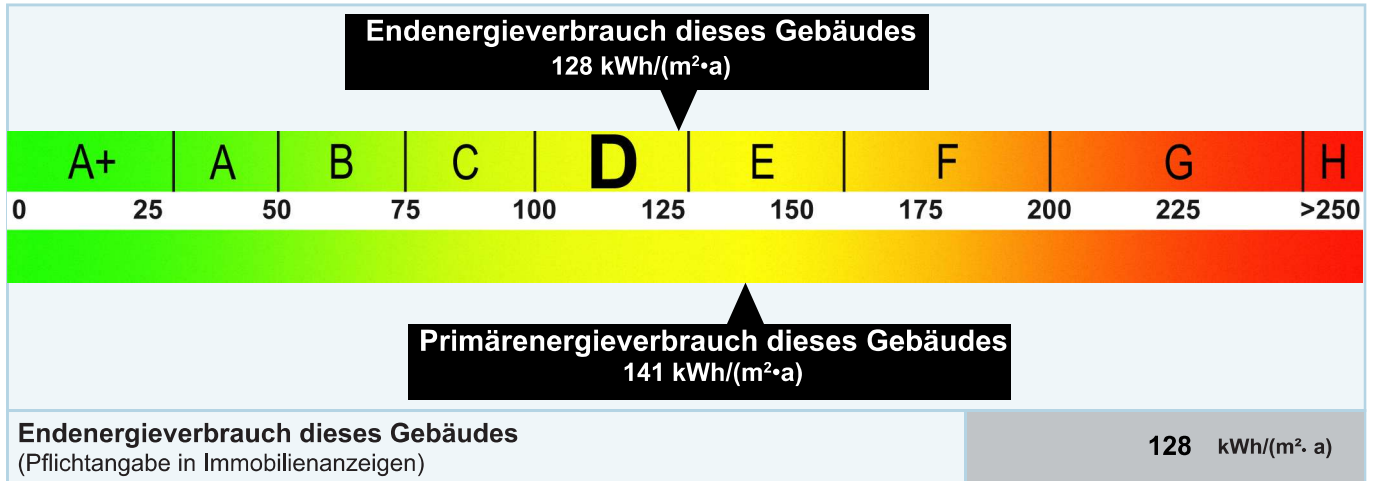 Endenergieverbrauch dieses Gebäudes
128 kWh/(m²•a)
A+ A B C D E F G H
0 25 50 75 100 125 150 175 200 225 >250
Primärenergieverbrauch dieses Gebäudes
141 kWh/(m²•a)
Endenergieverbrauch dieses Gebäudes
(Pflichtangabe in Immobilienanzeigen)
128 kWh/(m²· a)